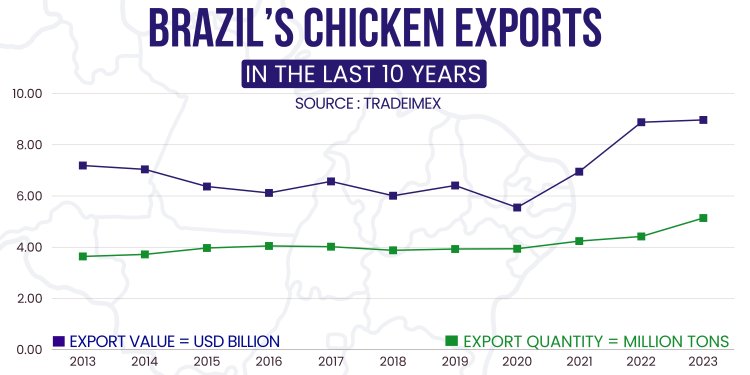 BRAZIL'S CHICKEN EXPORTS
IN THE LAST 10 YEARS
SOURCE : TRADEIMEX
10.00
8.00
6.00
4.00
2.00
0.00
EXPORT VALUE = USD BILLION
EXPORT QUANTITY = MILLION TONS
2013 2014 2015 2016 2017 2018 2019 2020 2021 2022 2023